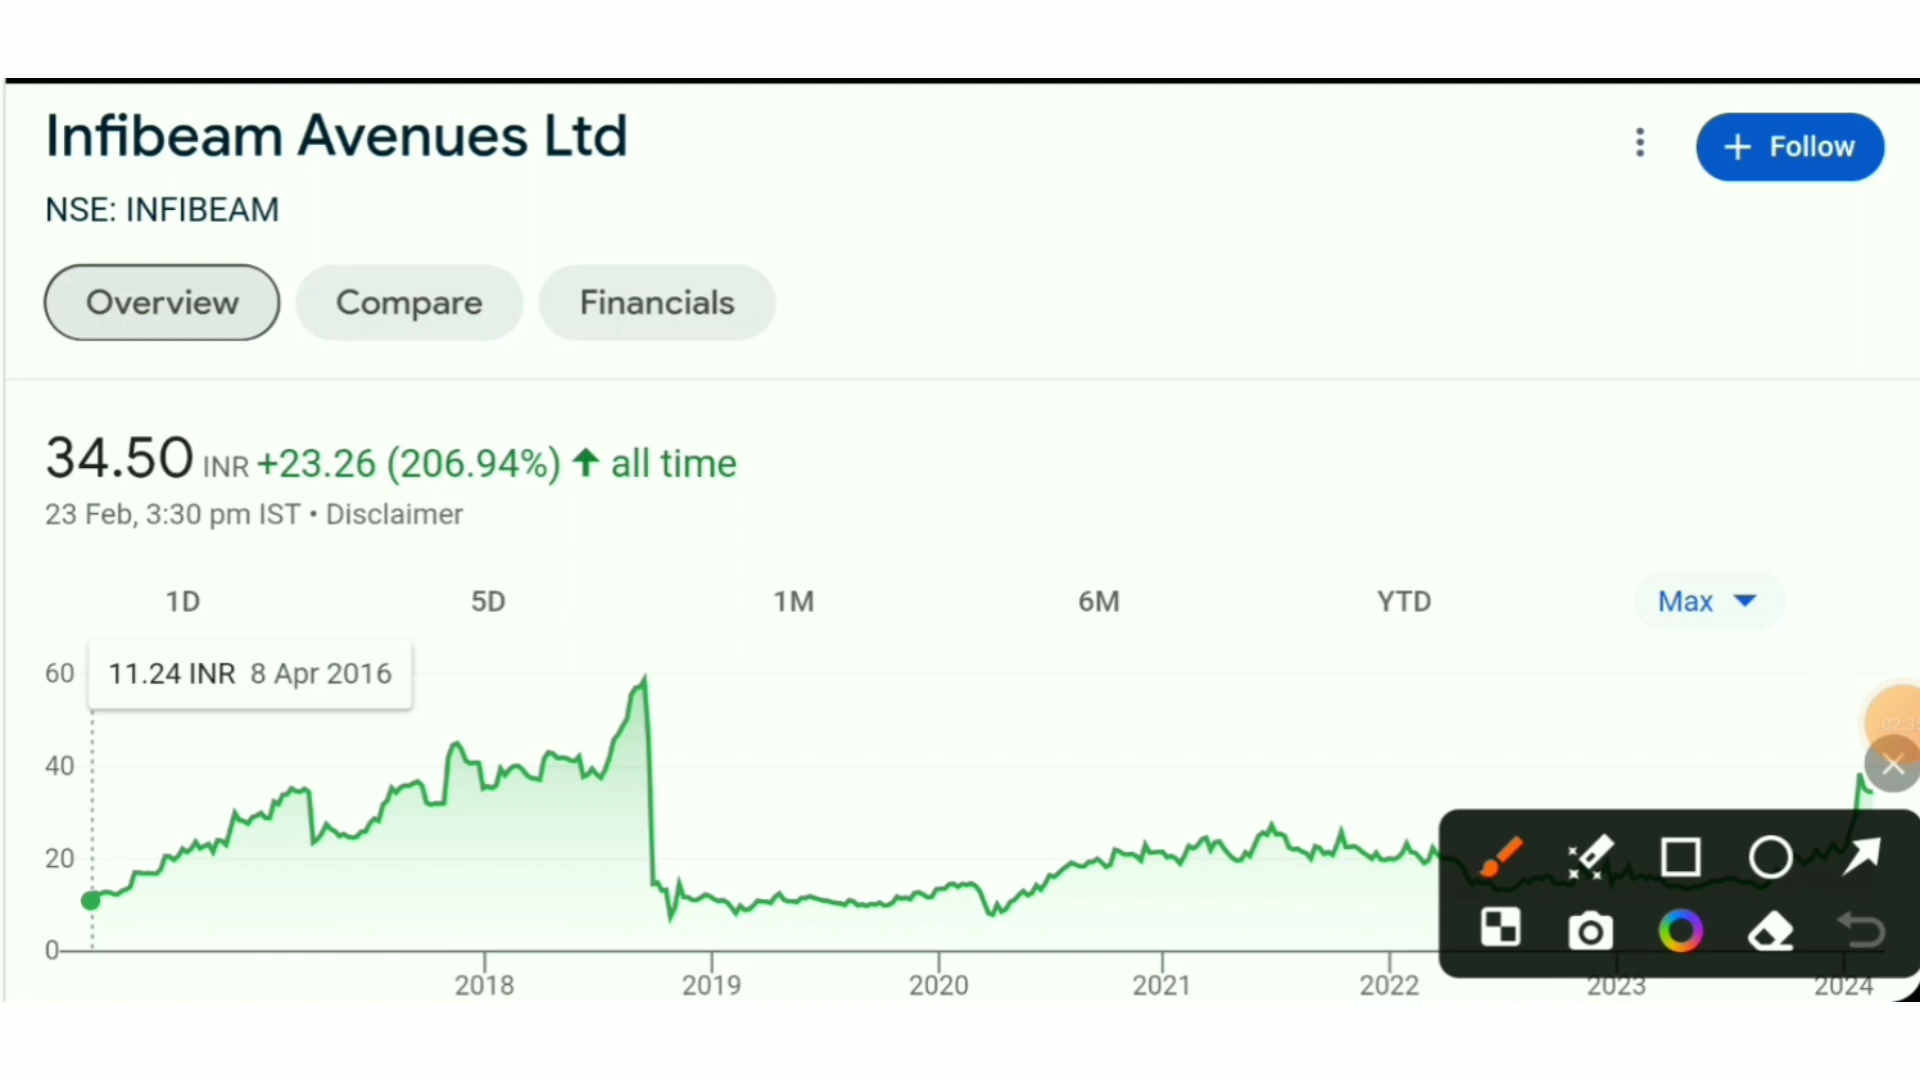 Infibeam Avenues Ltd
+ Follow
NSE: INFIBEAM
Overview Compare Financials
34.50 INR +23.26 (206.94%) ↑ all time
23 Feb, 3:30 pm IST • Disclaimer
1D 5D 1M 6M YTD Max
60
11.24 INR 8 Apr 2016
40
20
0
2018 2019 2020 2021 2022 2023 2024